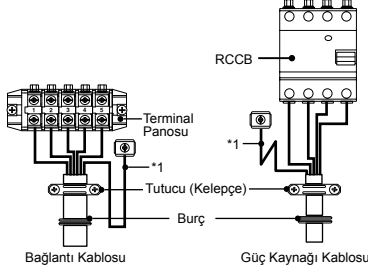 RCCB
1 2 3 4 5
Terminal
Panosu
*1
*1
Tutucu (Kelepçe)
Burç
Bağlantı Kablosu
Güç Kaynağı Kablosu